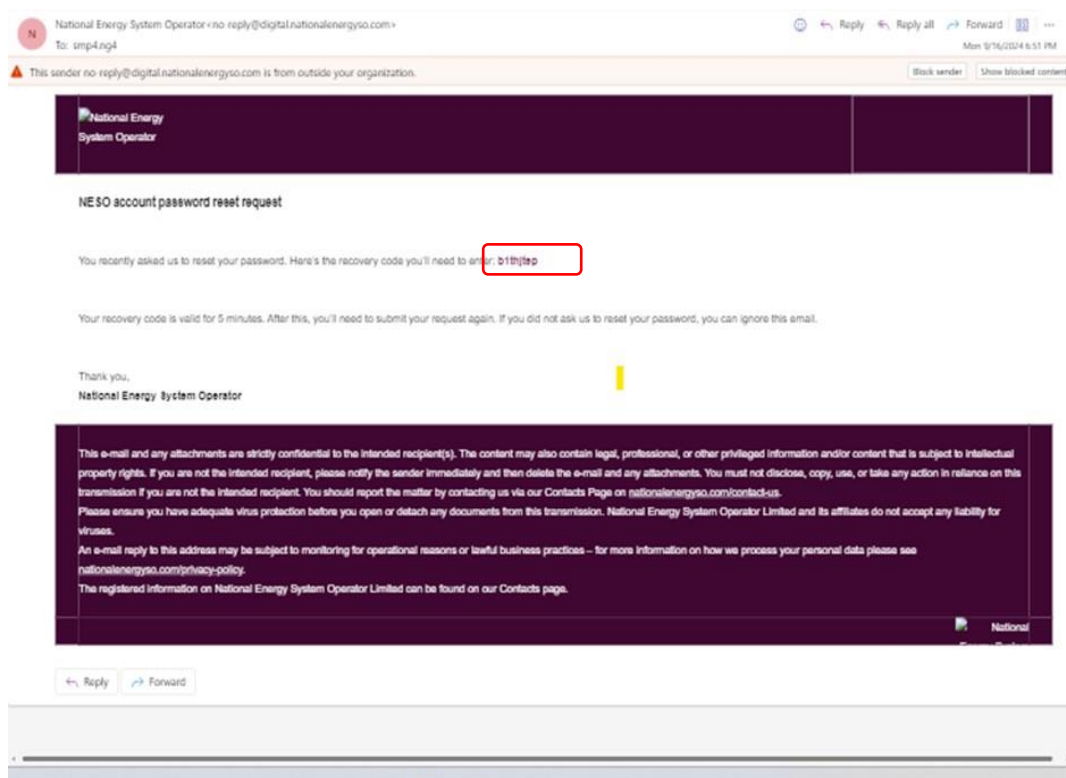 N
National Energy System Operator<no-reply@digital.nationalenergyso.com>
Reply Reply all Forward
To: smp4.ng4
Mon 9/16/2024 6:51 PM
This sender no-reply@digital.nationalenergyso.com is from outside your organization.
Block sender Show blocked content
National Energy
System Operator
NESO account password reset request
You recently asked us to reset your password. Here's the recovery code you'll need to enter: b1thjtep
Your recovery code is valid for 5 minutes. After this, you'll need to submit your request again. If you did not ask us to reset your password, you can ignore this email.
Thank you,
National Energy System Operator
This e-mail and any attachments are strictly confidential to the intended recipient(s). The content may also contain legal, professional, or other privileged information and/or content that is subject to intellectual
property rights. If you are not the intended recipient, please notify the sender immediately and then delete the e-mail and any attachments. You must not disclose, copy, use, or take any action in reliance on this
transmission if you are not the intended recipient. You should report the matter by contacting us via our Contacts Page on nationalenergyso.com/contact-us.
Please ensure you have adequate virus protection before you open or detach any documents from this transmission. National Energy System Operator Limited and its affiliates do not accept any liability for
viruses.
An e-mail reply to this address may be subject to monitoring for operational reasons or lawful business practices – for more information on how we process your personal data please see
nationalenergyso.com/privacy-policy.
The registered information on National Energy System Operator Limited can be found on our Contacts page.
National
Reply Forward